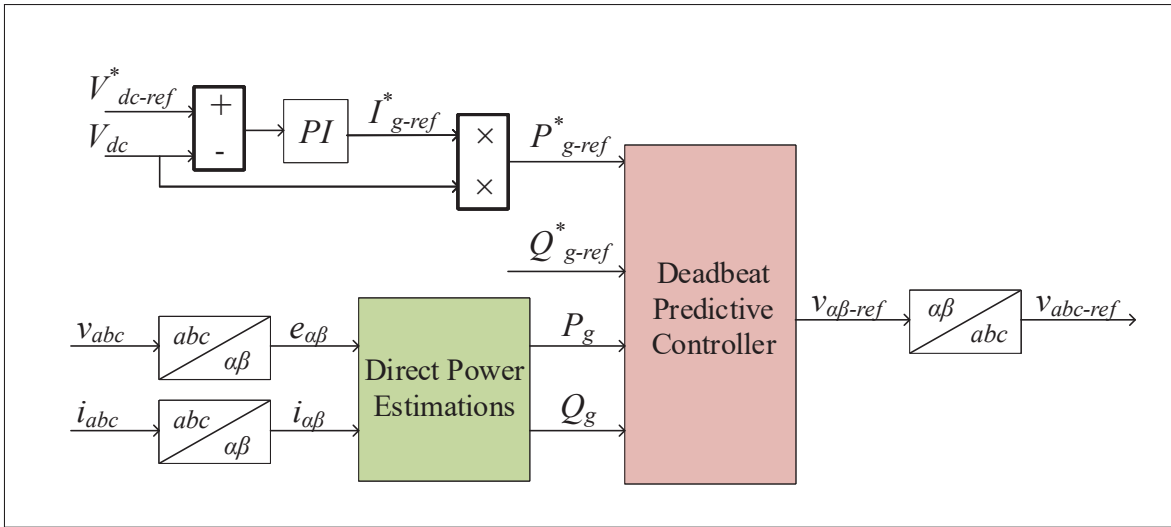 V*dc-ref
+
PI
I*g-ref
×
P*g-ref
Vdc
-
×
Q*g-ref
Deadbeat
Predictive
Controller
vαβ-ref
αβ
abc
vabc-ref
vabc
abc
αβ
eαβ
Direct Power
Estimations
Pg
iabc
abc
αβ
iαβ
Qg